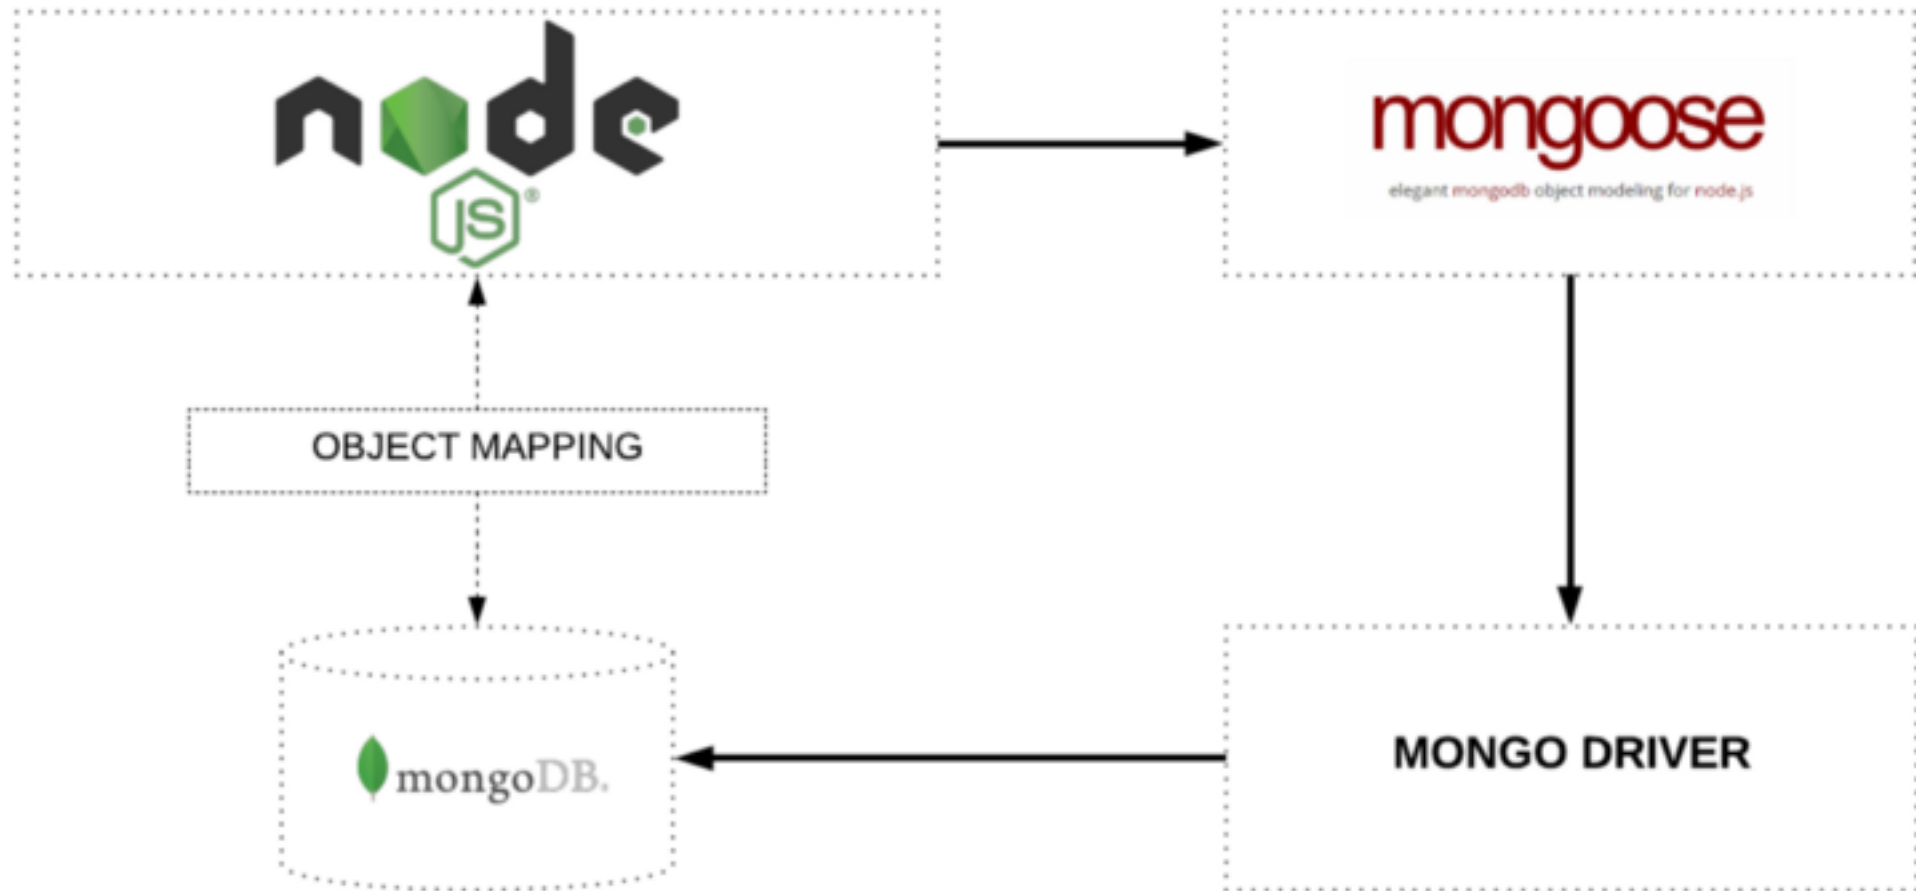 node
JS®
mongoose
elegant mongodb object modeling for node.js
OBJECT MAPPING
mongoDB.
MONGO DRIVER